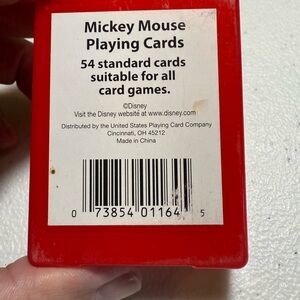 Mickey Mouse
Playing Cards
54 standard cards
suitable for all
card games.
©Disney
Visit the Disney website at www.disney.com
Distributed by the United States Playing Card Company
Cincinnati, OH 45212
Made in China
0 73854 01164 5